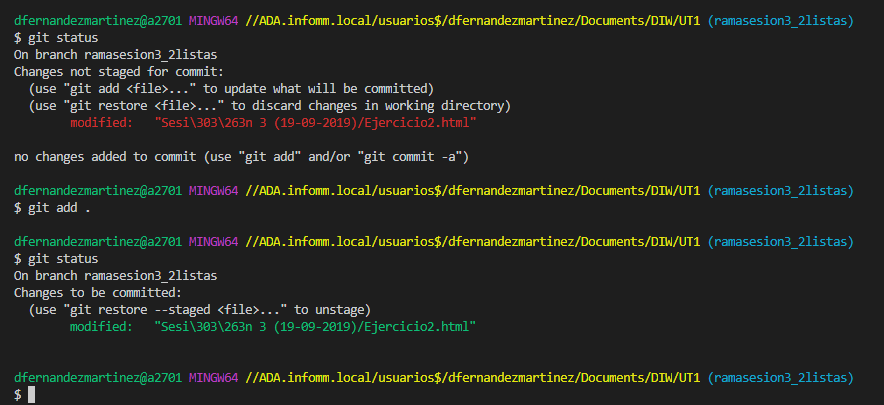 dfernandezmartinez@a2701 MINGW64 //ADA.infomm.local/usuarios$/dfernandezmartinez/Documents/DIW/UT1 (ramasesion3_2listas)
$ git status
On branch ramasesion3_2listas
Changes not staged for commit:
  (use "git add <file>..." to update what will be committed)
  (use "git restore <file>..." to discard changes in working directory)
        modified:   "Sesi\303\263n 3 (19-09-2019)/Ejercicio2.html"

no changes added to commit (use "git add" and/or "git commit -a")

dfernandezmartinez@a2701 MINGW64 //ADA.infomm.local/usuarios$/dfernandezmartinez/Documents/DIW/UT1 (ramasesion3_2listas)
$ git add .

dfernandezmartinez@a2701 MINGW64 //ADA.infomm.local/usuarios$/dfernandezmartinez/Documents/DIW/UT1 (ramasesion3_2listas)
$ git status
On branch ramasesion3_2listas
Changes to be committed:
  (use "git restore --staged <file>..." to unstage)
        modified:   "Sesi\303\263n 3 (19-09-2019)/Ejercicio2.html"


dfernandezmartinez@a2701 MINGW64 //ADA.infomm.local/usuarios$/dfernandezmartinez/Documents/DIW/UT1 (ramasesion3_2listas)
$